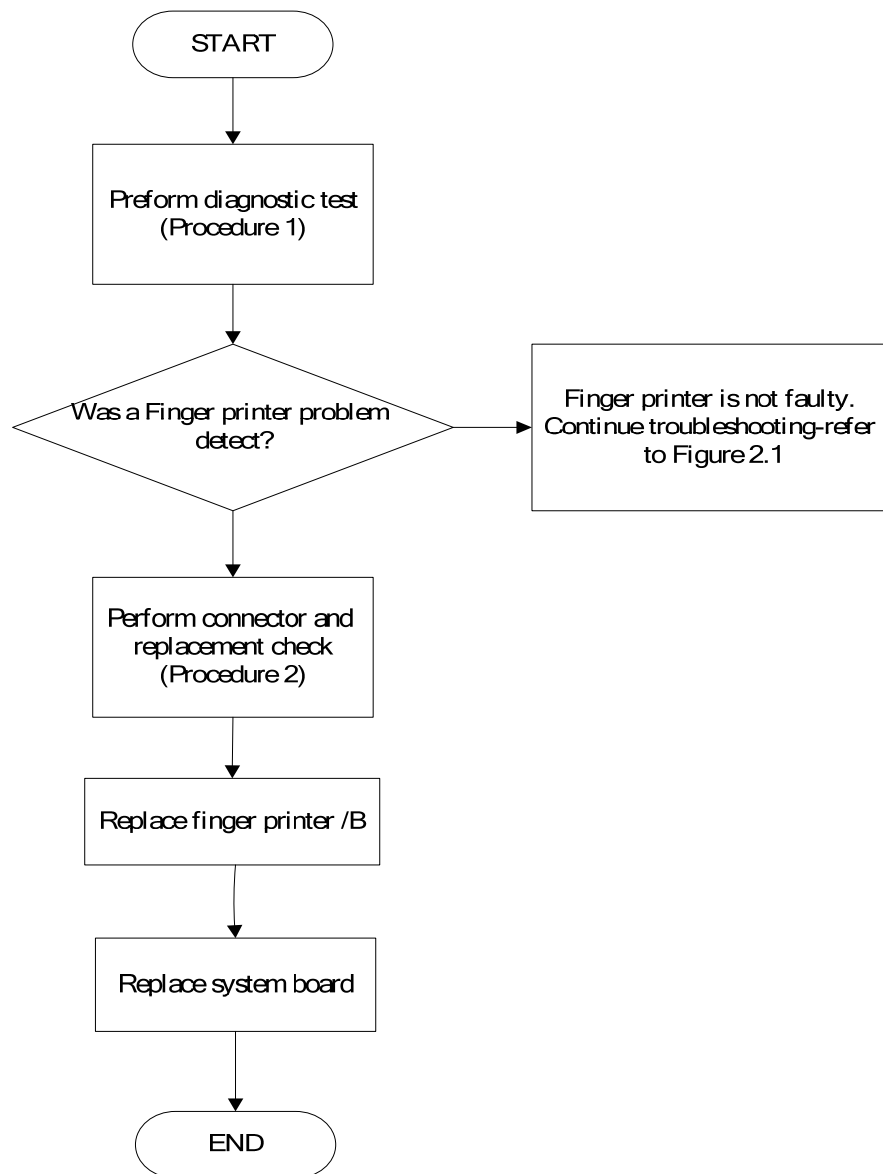 START
Preform diagnostic test
(Procedure 1)
Was a Finger printer problem
detect?
Finger printer is not faulty.
Continue troubleshooting-refer
to Figure 2.1
Perform connector and
replacement check
(Procedure 2)
Replace finger printer /B
Replace system board
END